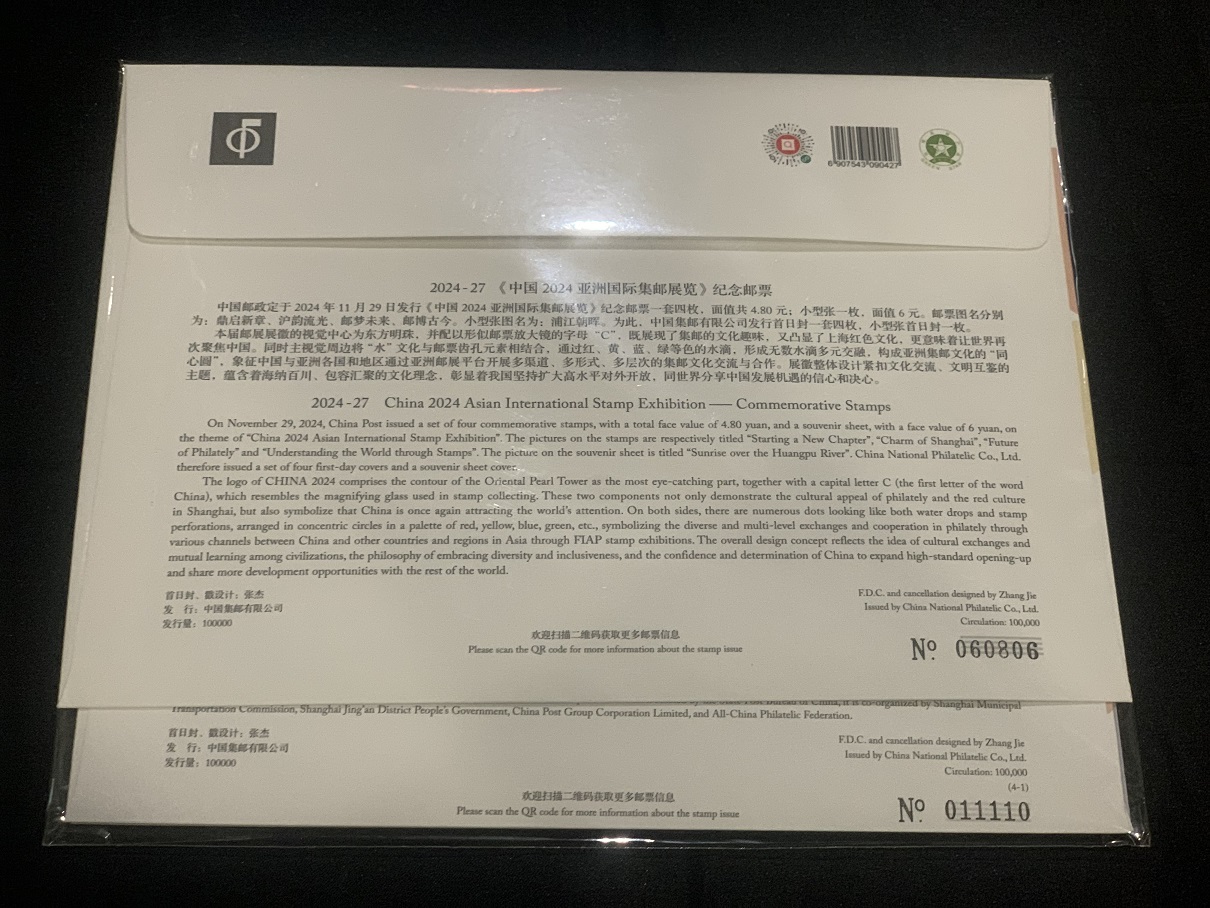 6 907543 090427
2024-27 《中国 2024 亚洲国际集邮展览》纪念邮票
中国邮政定于 2024 年 11 月 29 日发行《中国 2024 亚洲国际集邮展览》纪念邮票一套四枚，面值共 4.80 元；小型张一枚，面值 6 元。邮票图名分别
为：鼎启新章、沪韵流光、邮梦未来、邮博古今。小型张图名为：浦江朝晖。为此，中国集邮有限公司发行首日封一套四枚，小型张首日封一枚。
本届邮展展徽的视觉中心为东方明珠，并配以形似邮票放大镜的字母“C”，既展现了集邮的文化趣味，又凸显了上海红色文化，更意味着让世界再
次聚焦中国。同时主视觉周边将“水”文化与邮票齿孔元素相结合，通过红、黄、蓝、绿等色的水滴，形成无数水滴多元交融，构成亚洲集邮文化的“同
心圆”，象征中国与亚洲各国和地区通过亚洲邮展平台开展多渠道、多形式、多层次的集邮文化交流与合作。展徽整体设计紧扣文化交流、文明互鉴的
主题，蕴含着海纳百川、包容汇聚的文化理念，彰显着我国坚持扩大高水平对外开放，同世界分享中国发展机遇的信心和决心。
2024-27 China 2024 Asian International Stamp Exhibition —— Commemorative Stamps
On November 29, 2024, China Post issued a set of four commemorative stamps, with a total face value of 4.80 yuan, and a souvenir sheet, with a face value of 6 yuan, on
the theme of “China 2024 Asian International Stamp Exhibition”. The pictures on the stamps are respectively titled “Starting a New Chapter”, “Charm of Shanghai”, “Future
of Philately” and “Understanding the World through Stamps”. The picture on the souvenir sheet is titled “Sunrise over the Huangpu River”. China National Philatelic Co., Ltd.
therefore issued a set of four first-day covers and a souvenir sheet cover.
The logo of CHINA 2024 comprises the contour of the Oriental Pearl Tower as the most eye-catching part, together with a capital letter C (the first letter of the word
China), which resembles the magnifying glass used in stamp collecting. These two components not only demonstrate the cultural appeal of philately and the red culture
in Shanghai, but also symbolize that China is once again attracting the world’s attention. On both sides, there are numerous dots looking like both water drops and stamp
perforations, arranged in concentric circles in a palette of red, yellow, blue, green, etc., symbolizing the diverse and multi-level exchanges and cooperation in philately through
various channels between China and other countries and regions in Asia through FIAP stamp exhibitions. The overall design concept reflects the idea of cultural exchanges and
mutual learning among civilizations, the philosophy of embracing diversity and inclusiveness, and the confidence and determination of China to expand high-standard opening-up
and share more development opportunities with the rest of the world.
首日封、戳设计：张杰
发 行：中国集邮有限公司
发行量：100000
F.D.C. and cancellation designed by Zhang Jie
Issued by China National Philatelic Co., Ltd.
Circulation: 100,000
欢迎扫描二维码获取更多邮票信息
Please scan the QR code for more information about the stamp issue
Nº 060806
Post Bureau of China, it is co-organized by Shanghai Municipal
Transportation Commission, Shanghai Jing’an District People’s Government, China Post Group Corporation Limited, and All-China Philatelic Federation.
首日封、戳设计：张杰
发 行：中国集邮有限公司
发行量：100000
F.D.C. and cancellation designed by Zhang Jie
Issued by China National Philatelic Co., Ltd.
Circulation: 100,000
(4-1)
欢迎扫描二维码获取更多邮票信息
Please scan the QR code for more information about the stamp issue
Nº 011110